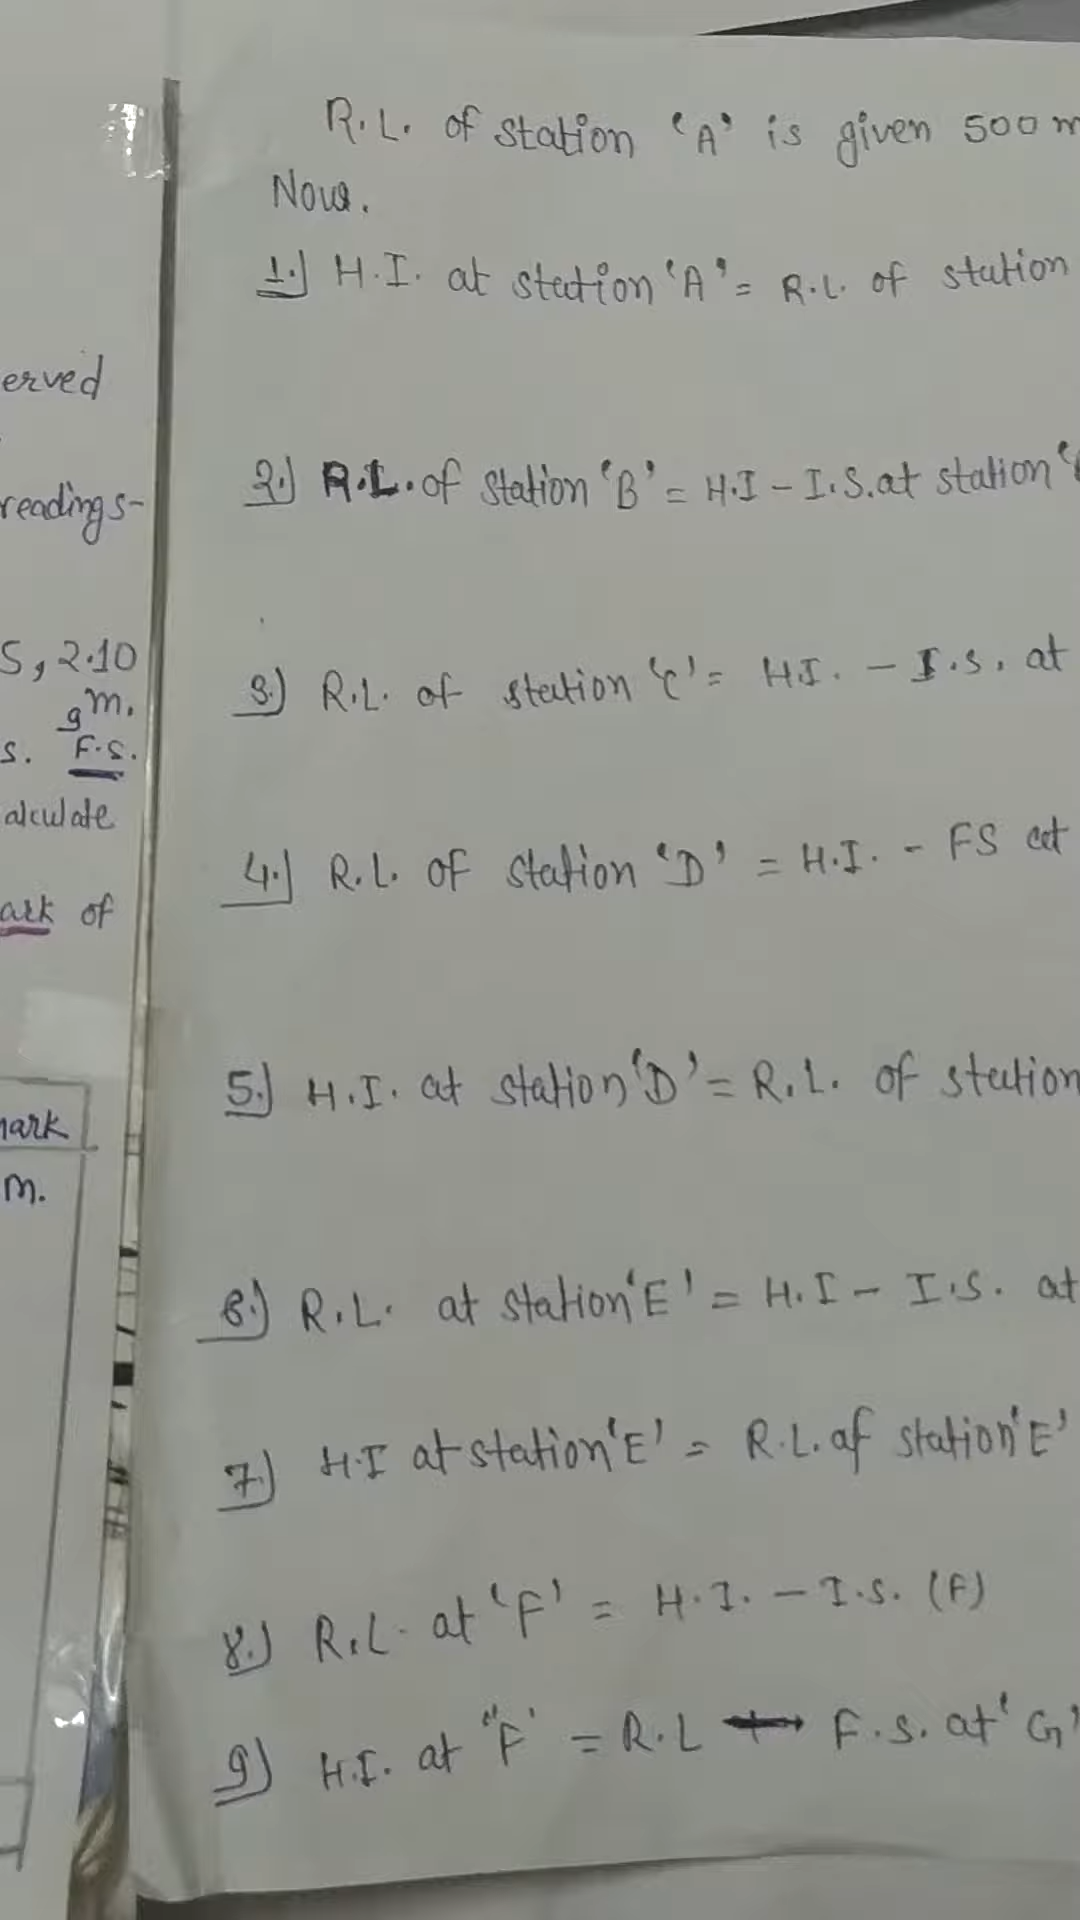 erved
readings-
5, 2.10
9 m.
s. F.S.
alculate
ark of
mark
m.
R.L. of station 'A' is given 500 m
Now.
1.) H.I. at station 'A' = R.L. of station
2.) R.L. of station 'B' = H.I - I.S. at station '
3.) R.L. of station 'C' = H.I. - I.S. at
4.) R.L. of station 'D' = H.I. - FS at
5.) H.I. at station 'D' = R.L. of station
6.) R.L. at station 'E' = H.I - I.S. at
7.) H.I at station 'E' = R.L. of station 'E'
8.) R.L. at 'F' = H.I. - I.S. (F)
9) H.I. at "F' = R.L + F.S. at 'G'